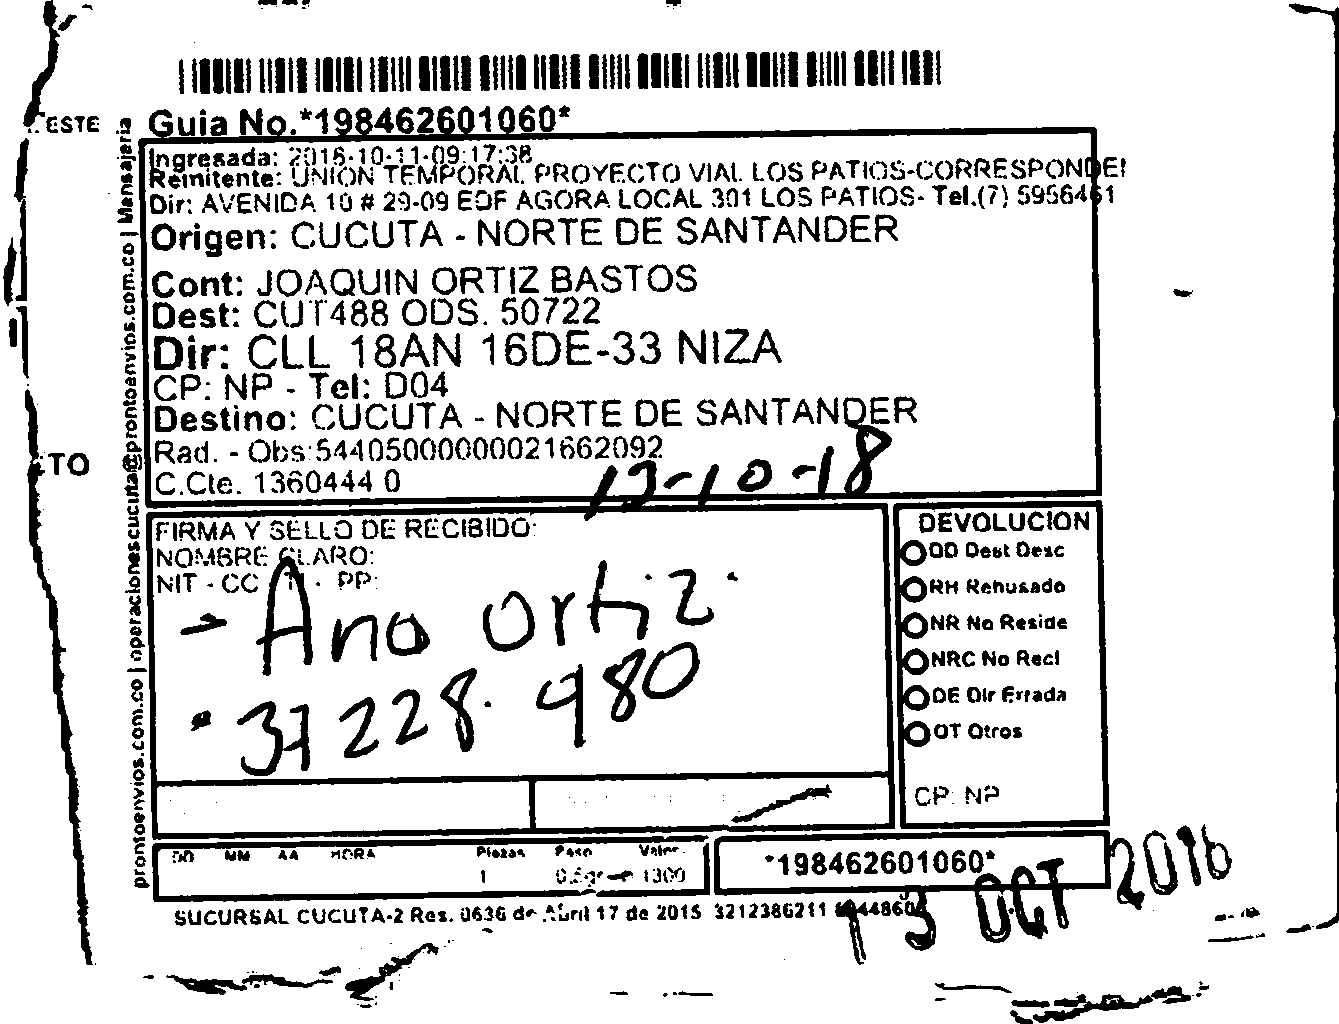 ESTE
Guia No.*198462601060*
Ingresada: 2016-10-11-09:17:38
Remitente: UNION TEMPORAL PROYECTO VIAL LOS PATIOS-CORRESPONDEI
Dir: AVENIDA 10 # 29-09 EDF AGORA LOCAL 301 LOS PATIOS- Tel.(7) 5956461
Origen: CUCUTA - NORTE DE SANTANDER
Cont: JOAQUIN ORTIZ BASTOS
Dest: CUT488 ODS. 50722
Dir: CLL 18AN 16DE-33 NIZA
CP: NP - Tel: D04
Destino: CUCUTA - NORTE DE SANTANDER
TO
Rad. - Obs:544050000000021662092
C.Cte. 1360444 0
13-10-18
prontoenvios.com.co | operacionescucuta@prontoenvios.com.co | Mensajeria
FIRMA Y SELLO DE RECIBIDO:
NOMBRE CLARO:
NIT - CC - TI - PP:
Ana Ortiz
37228.980
DEVOLUCION
DD Dest Desc
RH Rehusado
NR No Reside
NRC No Recl
DE Dir Errada
OT Otros
CP: NP
DD MM AA HORA Piezas Peso Valor
1 1300
*198462601060*
SUCURSAL CUCUTA-2 Res. 0636 de Abril 17 de 2015 3212386211
13 OCT 2016